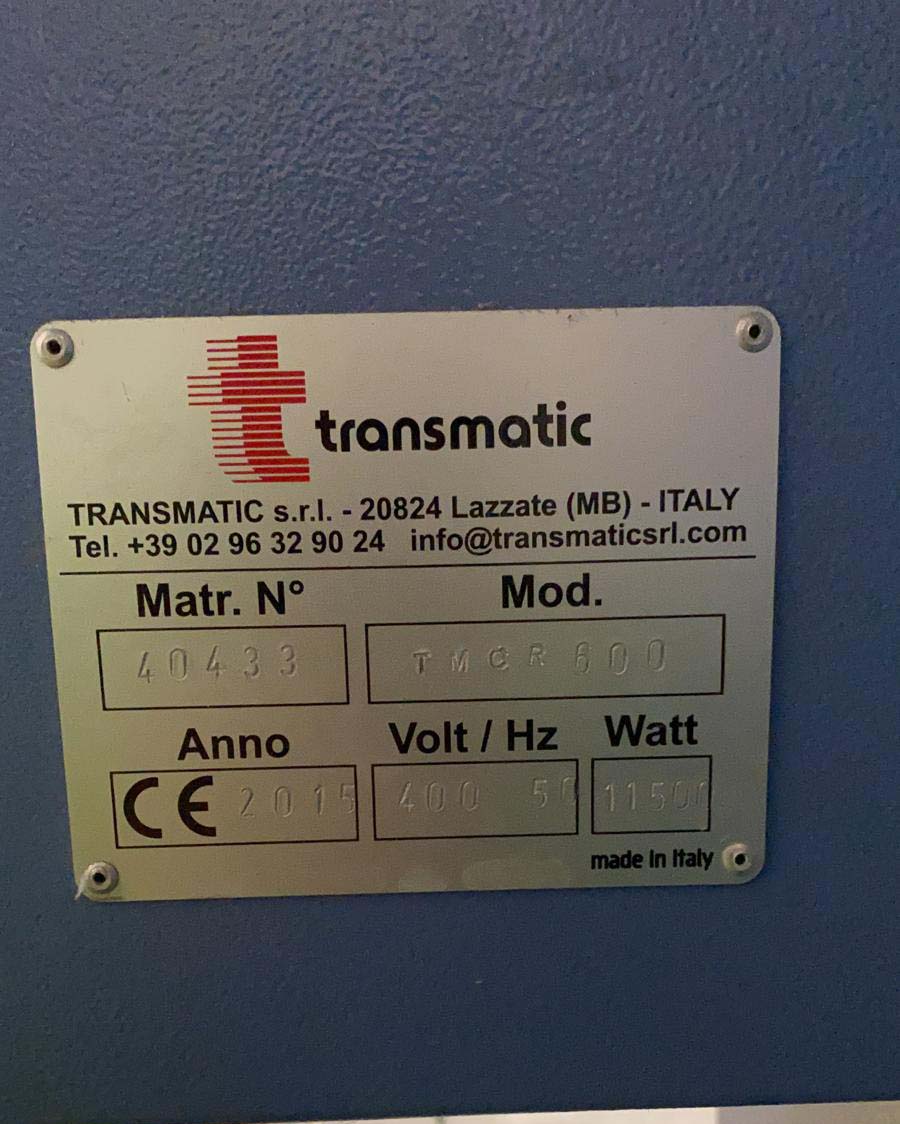 transmatic
TRANSMATIC s.r.l. - 20824 Lazzate (MB) - ITALY
Tel. +39 02 96 32 90 24 info@transmaticsrl.com
Matr. N° Mod.
40433 TMCR 600
Anno Volt / Hz Watt
CE 2015 400 50 11500
made in Italy